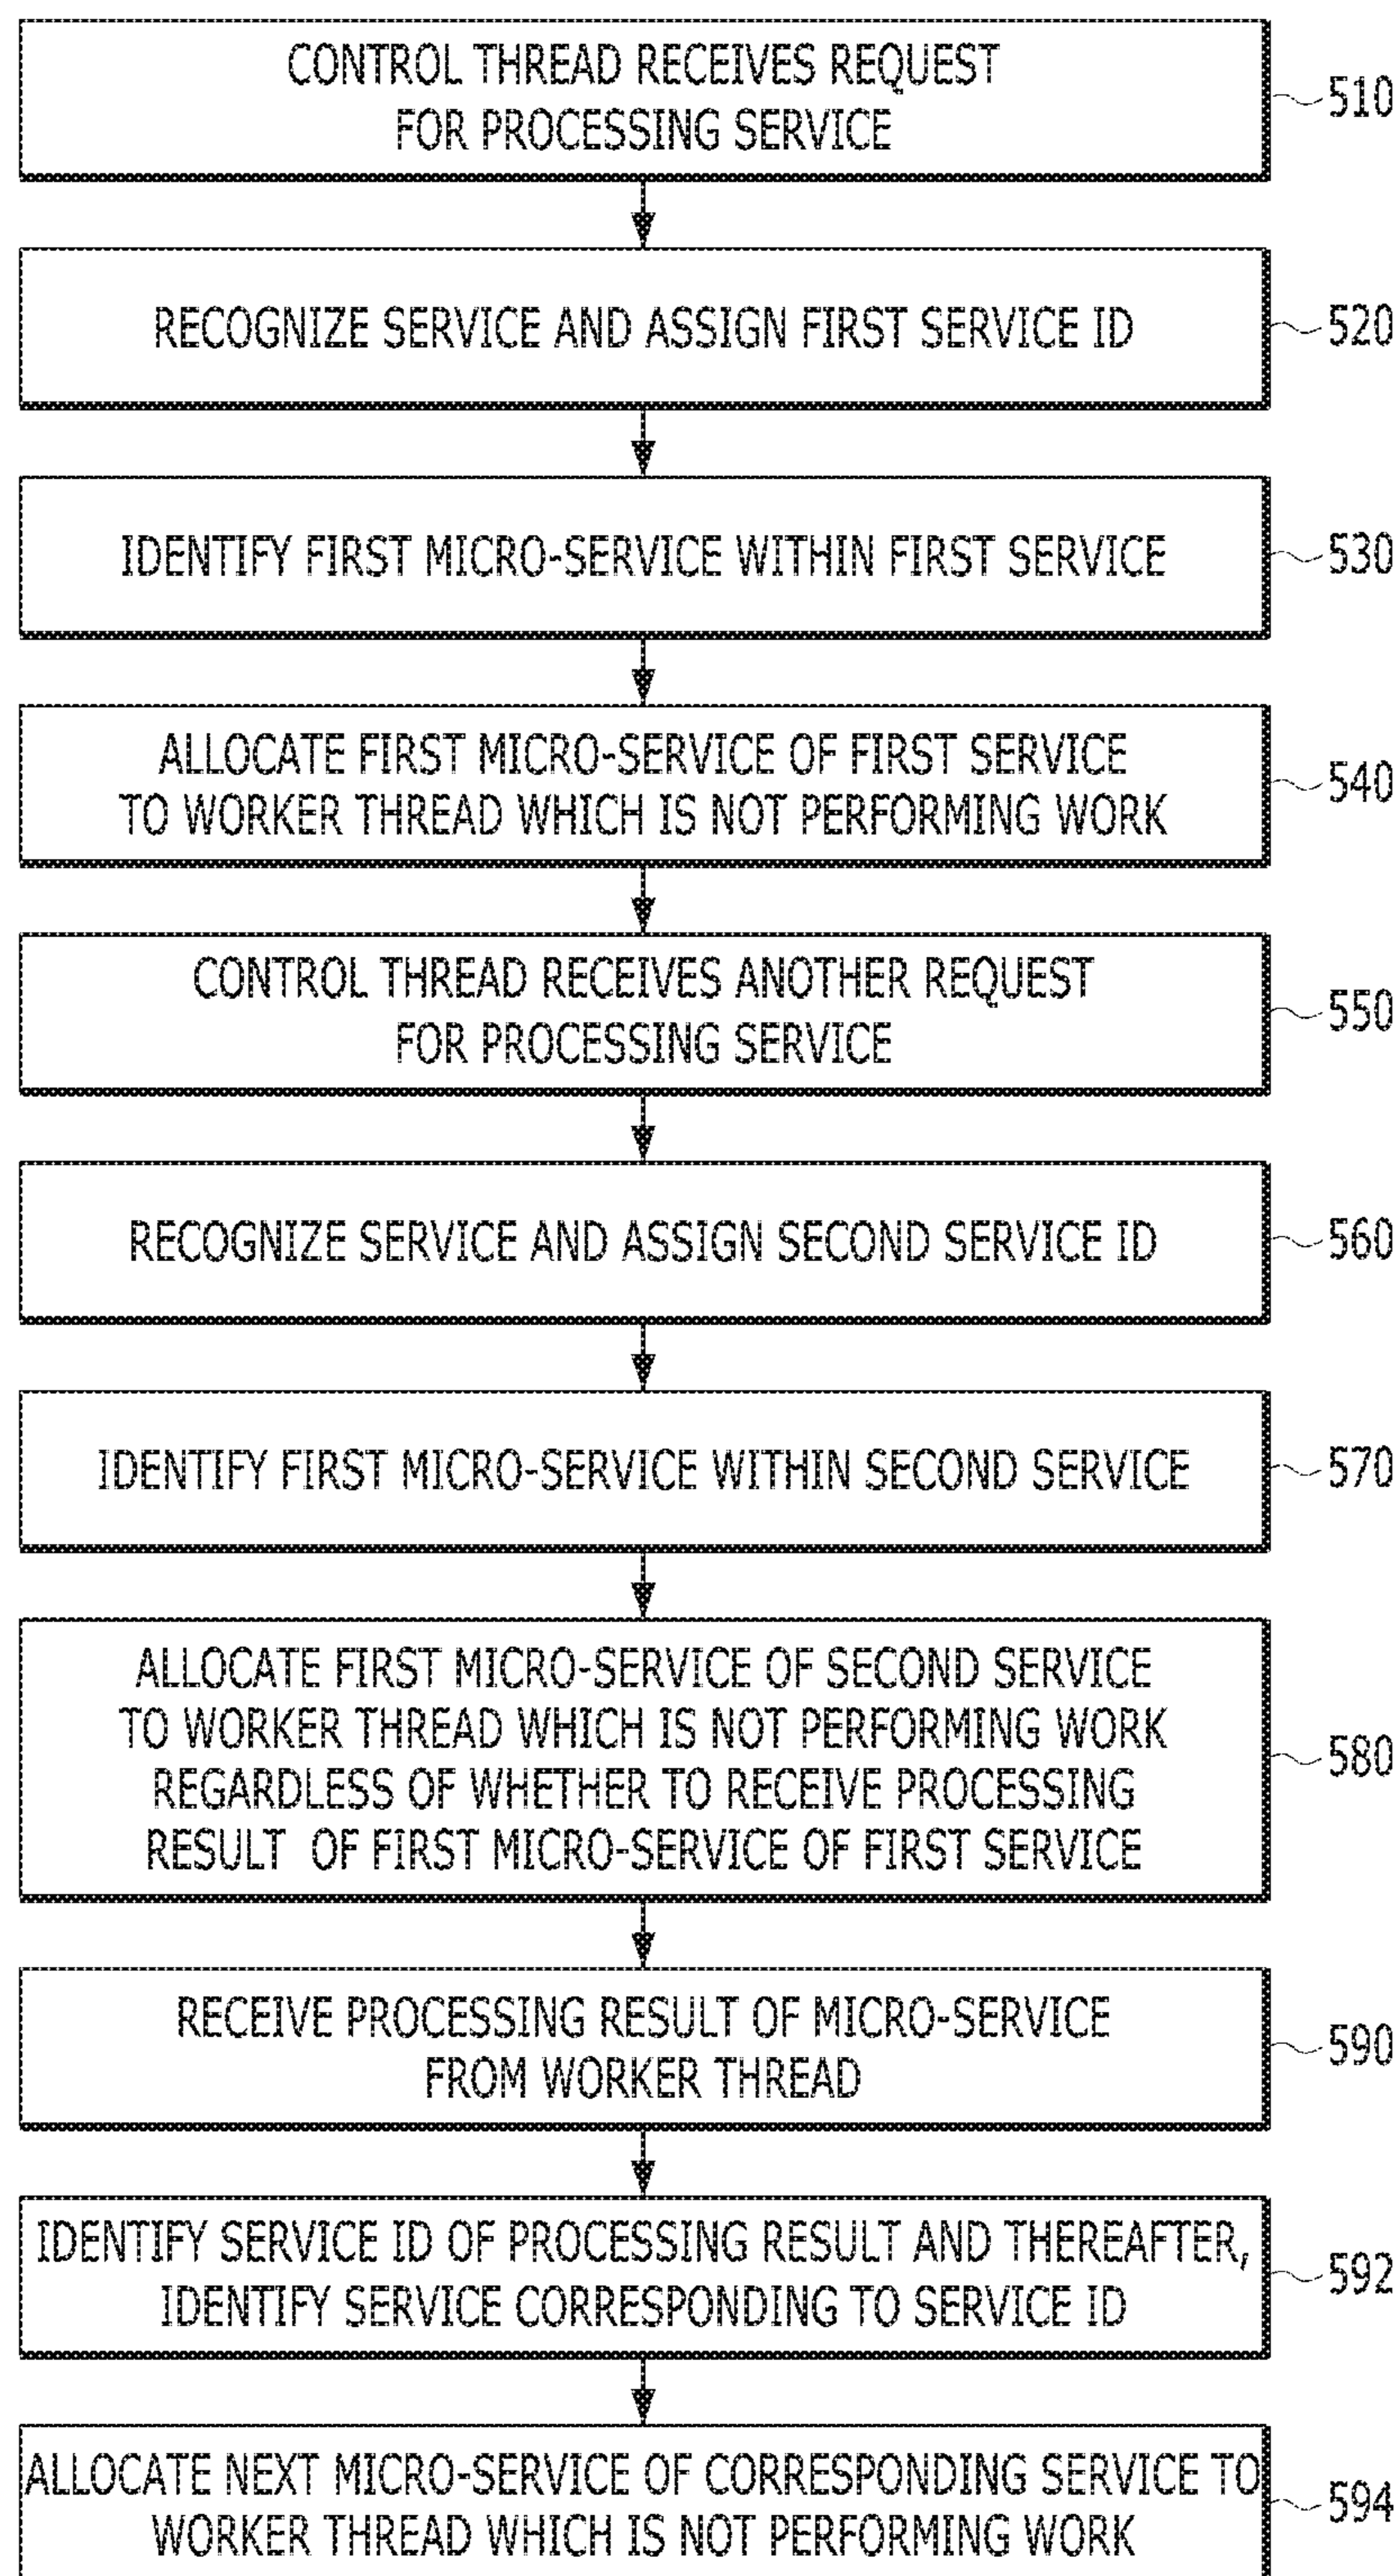 CONTROL THREAD RECEIVES REQUEST
FOR PROCESSING SERVICE
510
RECOGNIZE SERVICE AND ASSIGN FIRST SERVICE ID
520
IDENTIFY FIRST MICRO-SERVICE WITHIN FIRST SERVICE
530
ALLOCATE FIRST MICRO-SERVICE OF FIRST SERVICE
TO WORKER THREAD WHICH IS NOT PERFORMING WORK
540
CONTROL THREAD RECEIVES ANOTHER REQUEST
FOR PROCESSING SERVICE
550
RECOGNIZE SERVICE AND ASSIGN SECOND SERVICE ID
560
IDENTIFY FIRST MICRO-SERVICE WITHIN SECOND SERVICE
570
ALLOCATE FIRST MICRO-SERVICE OF SECOND SERVICE
TO WORKER THREAD WHICH IS NOT PERFORMING WORK
REGARDLESS OF WHETHER TO RECEIVE PROCESSING
RESULT OF FIRST MICRO-SERVICE OF FIRST SERVICE
580
RECEIVE PROCESSING RESULT OF MICRO-SERVICE
FROM WORKER THREAD
590
IDENTIFY SERVICE ID OF PROCESSING RESULT AND THEREAFTER,
IDENTIFY SERVICE CORRESPONDING TO SERVICE ID
592
ALLOCATE NEXT MICRO-SERVICE OF CORRESPONDING SERVICE TO
WORKER THREAD WHICH IS NOT PERFORMING WORK
594